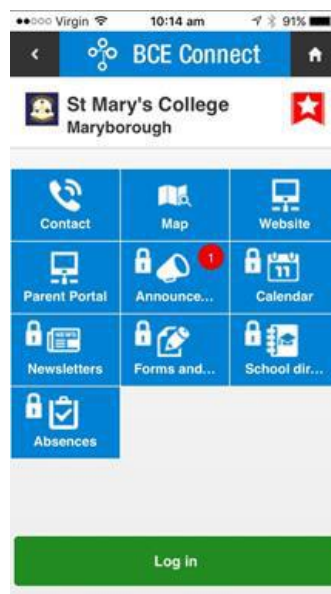 Virgin 10:14 am 91%
BCE Connect
St Mary's College
Maryborough
Contact Map Website
1
Parent Portal Announce... Calendar
11
Newsletters Forms and... School dir...
Absences
Log in